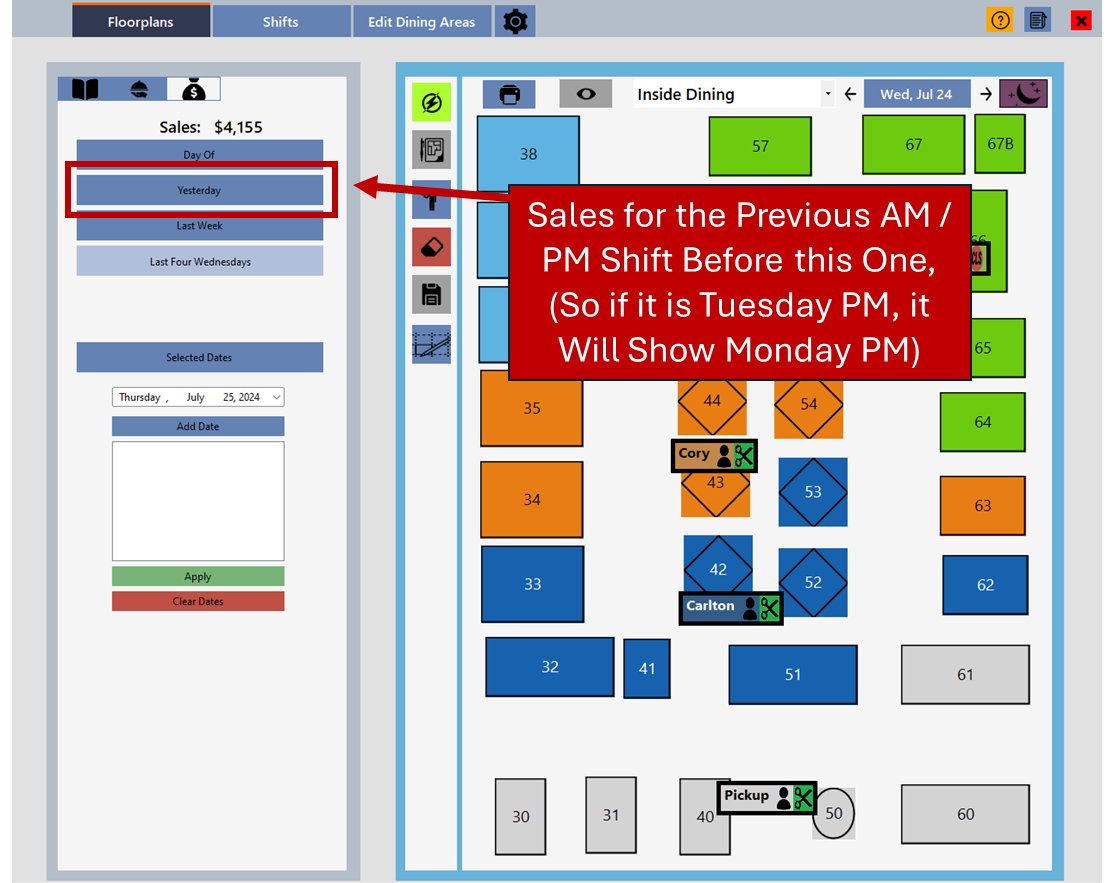 Floorplans
Shifts
Edit Dining Areas
?
Sales: $4,155
Day Of
Yesterday
Last Week
Last Four Wednesdays
Selected Dates
Thursday , July 25, 2024
Add Date
Apply
Clear Dates
Inside Dining
Wed, Jul 24
38
57
67
67B
Sales for the Previous AM /
PM Shift Before this One,
(So if it is Tuesday PM, it
Will Show Monday PM)
65
35
44
54
64
Cory
34
43
53
63
33
42
52
62
Carlton
32
41
51
61
Pickup
30
31
40
50
60